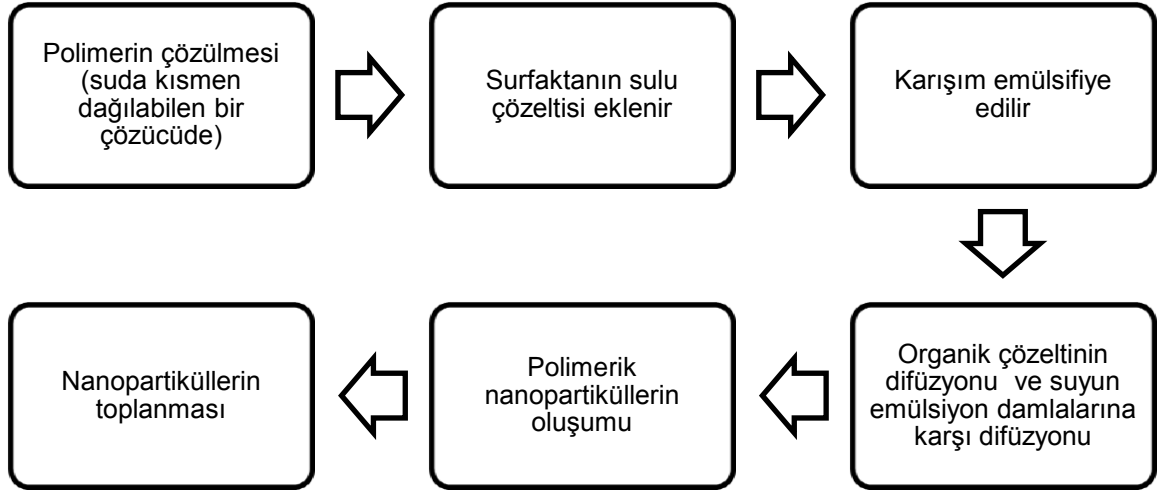 Polimerin çözülmesi
(suda kısmen
dağılabilen bir
çözücüde)
Surfaktanın sulu
çözeltisi eklenir
Karışım emülsifiye
edilir
Organik çözeltinin
difüzyonu ve suyun
emülsiyon damlalarına
karşı difüzyonu
Polimerik
nanopartiküllerin
oluşumu
Nanopartiküllerin
toplanması